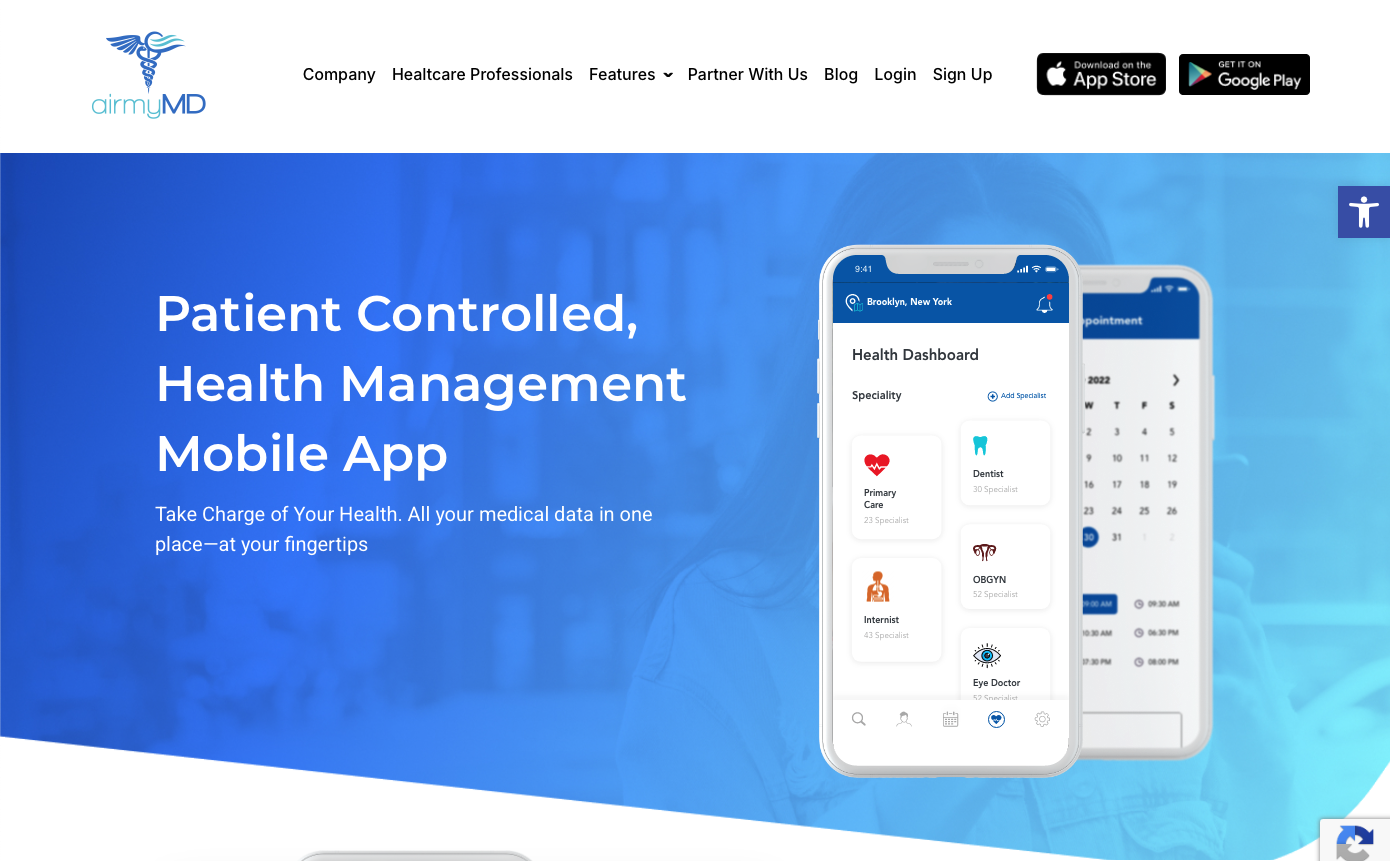 airmyMD
Company
Healtcare Professionals
Features
Partner With Us
Blog
Login
Sign Up
Download on the
App Store
GET IT ON
Google Play
Patient Controlled,
Health Management
Mobile App
Take Charge of Your Health. All your medical data in one
place—at your fingertips
9:41
Brooklyn, New York
Health Dashboard
Speciality
Add Specialist
Primary
Care
23 Specialist
Dentist
30 Specialist
OBGYN
52 Specialist
Internist
43 Specialist
Eye Doctor
52 Specialist
ppointment
2022
W T F S
2 3 4 5
9 10 11 12
16 17 18 19
23 24 25 26
30 31 1 2
09:00 AM 09:30 AM
10:30 AM 06:30 PM
07:30 PM 08:00 PM